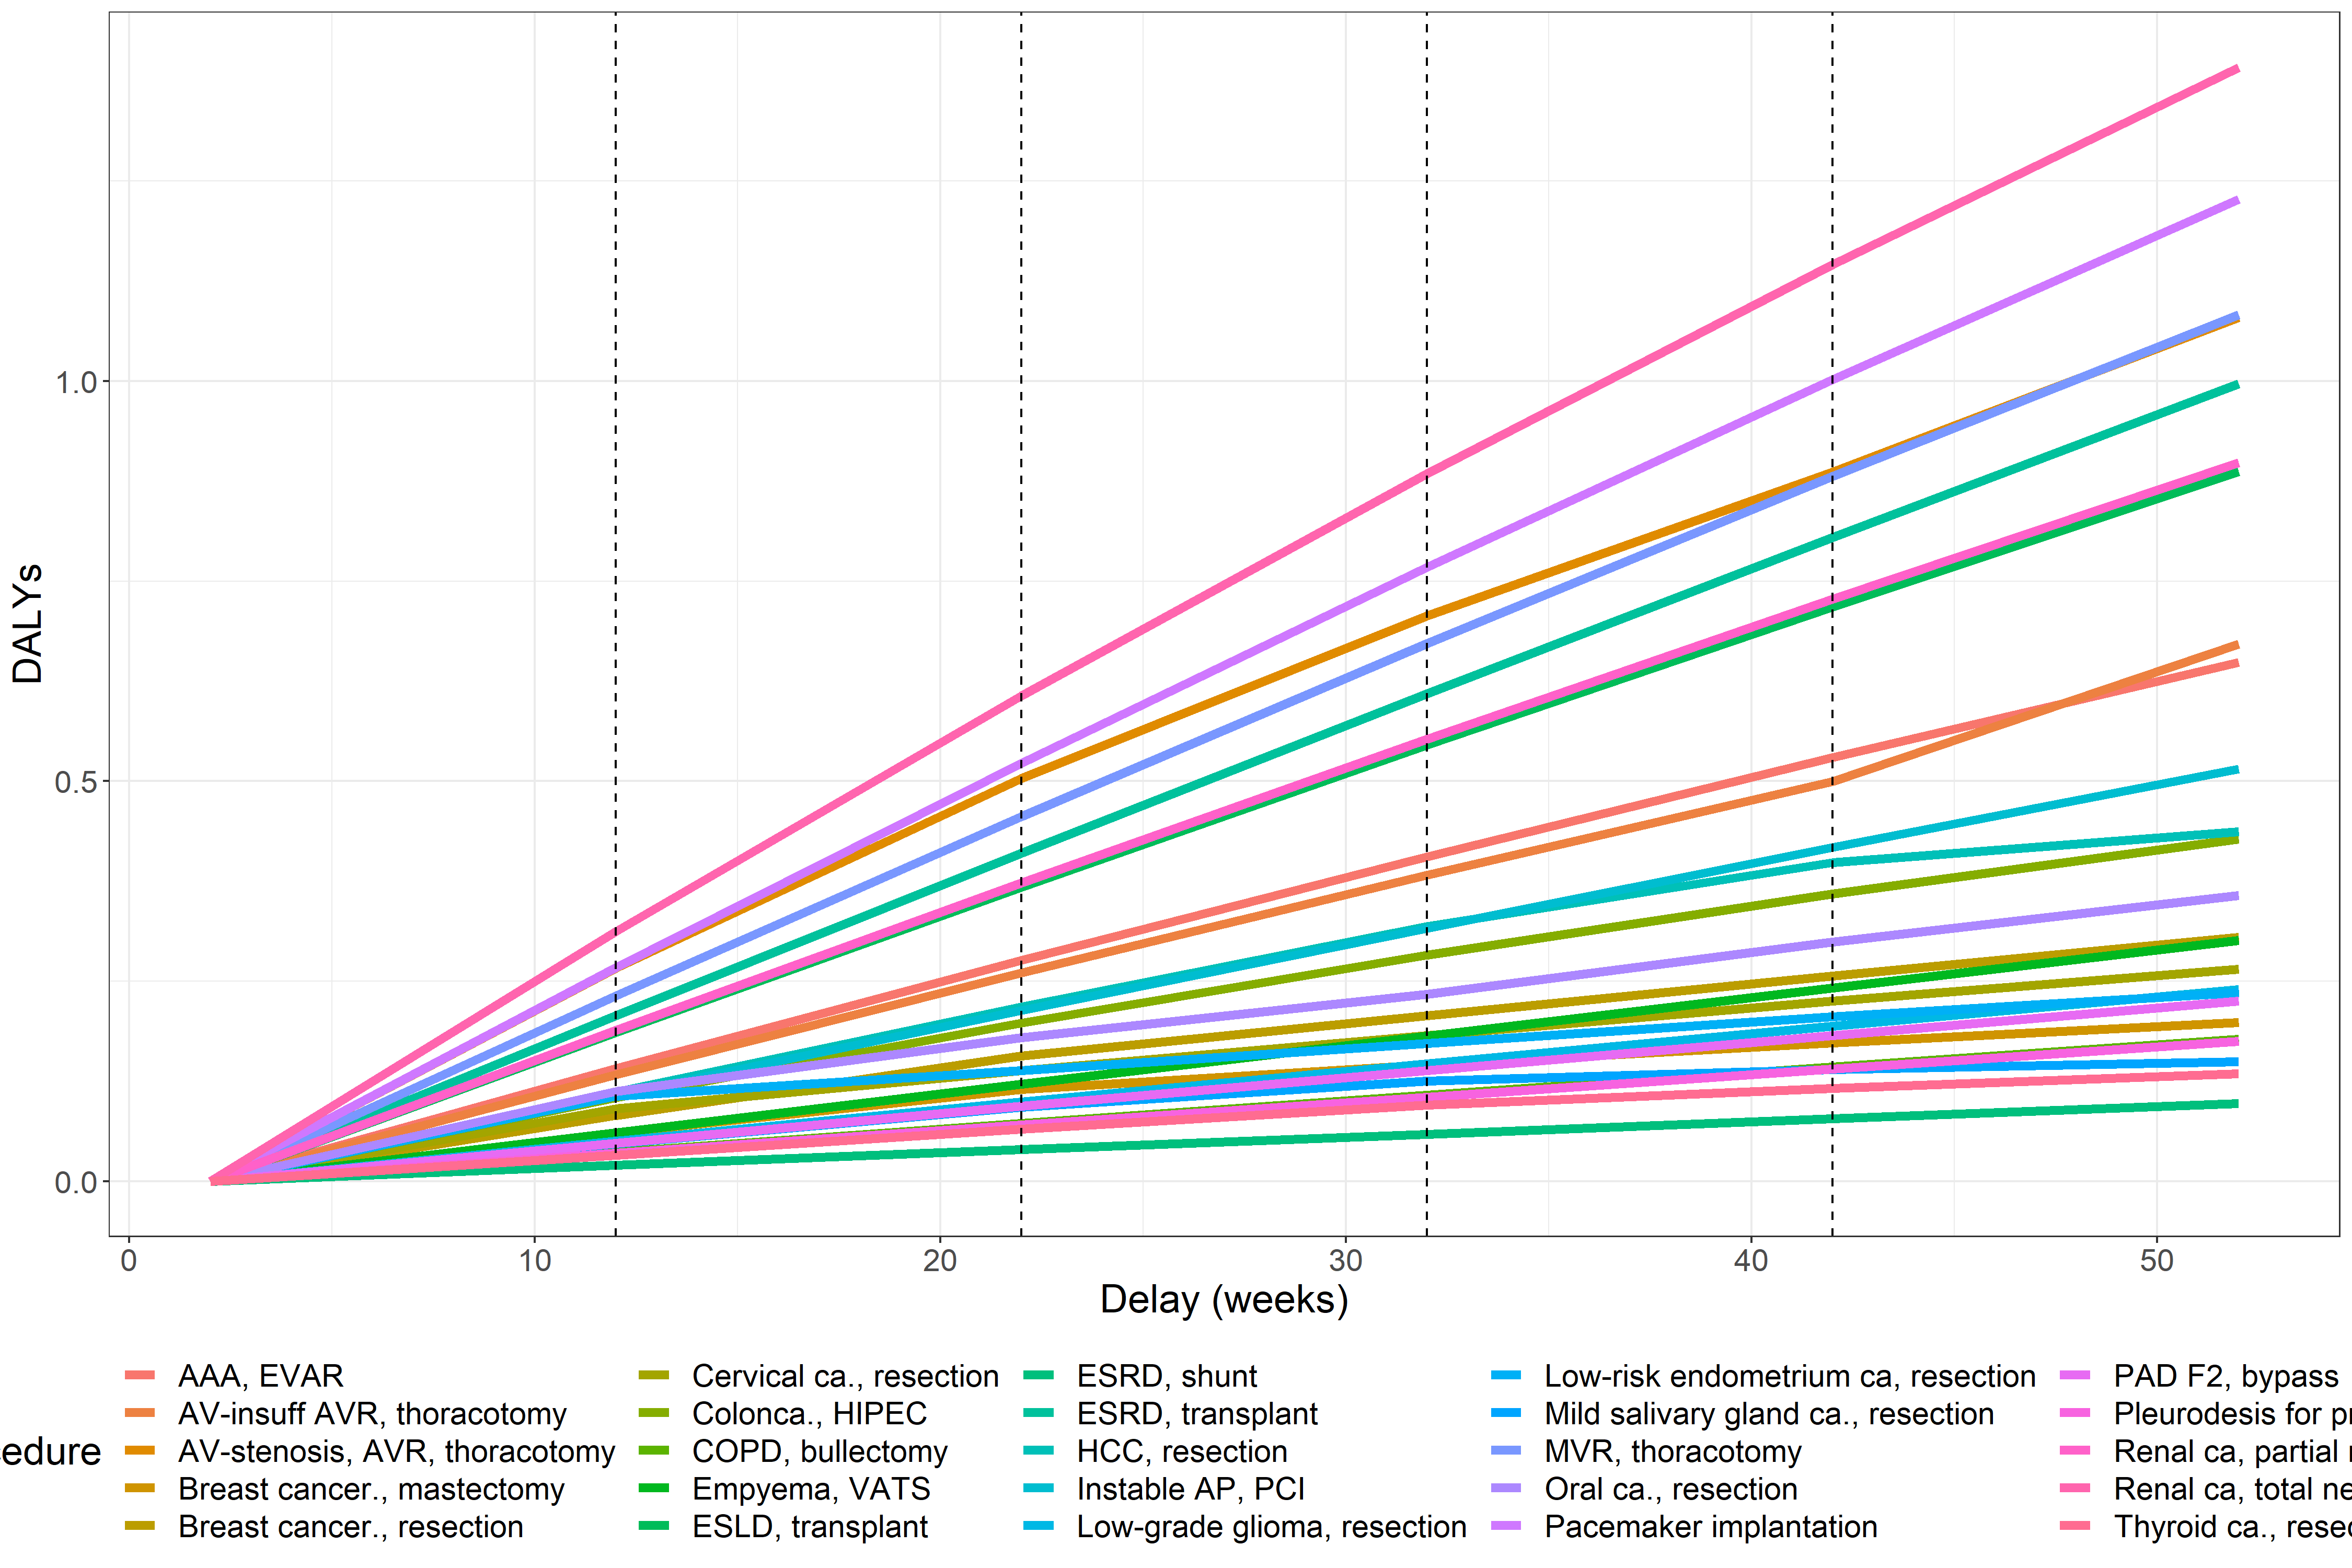 DALYs
1.0
0.5
0.0
0 10 20 30 40 50
Delay (weeks)
AAA, EVAR
AV-insuff AVR, thoracotomy
AV-stenosis, AVR, thoracotomy
Breast cancer., mastectomy
Breast cancer., resection
Cervical ca., resection
Colonca., HIPEC
COPD, bullectomy
Empyema, VATS
ESLD, transplant
ESRD, shunt
ESRD, transplant
HCC, resection
Instable AP, PCI
Low-grade glioma, resection
Low-risk endometrium ca, resection
Mild salivary gland ca., resection
MVR, thoracotomy
Oral ca., resection
Pacemaker implantation
PAD F2, bypass
Pleurodesis for
Renal ca, partial
Renal ca, total
Thyroid ca.,